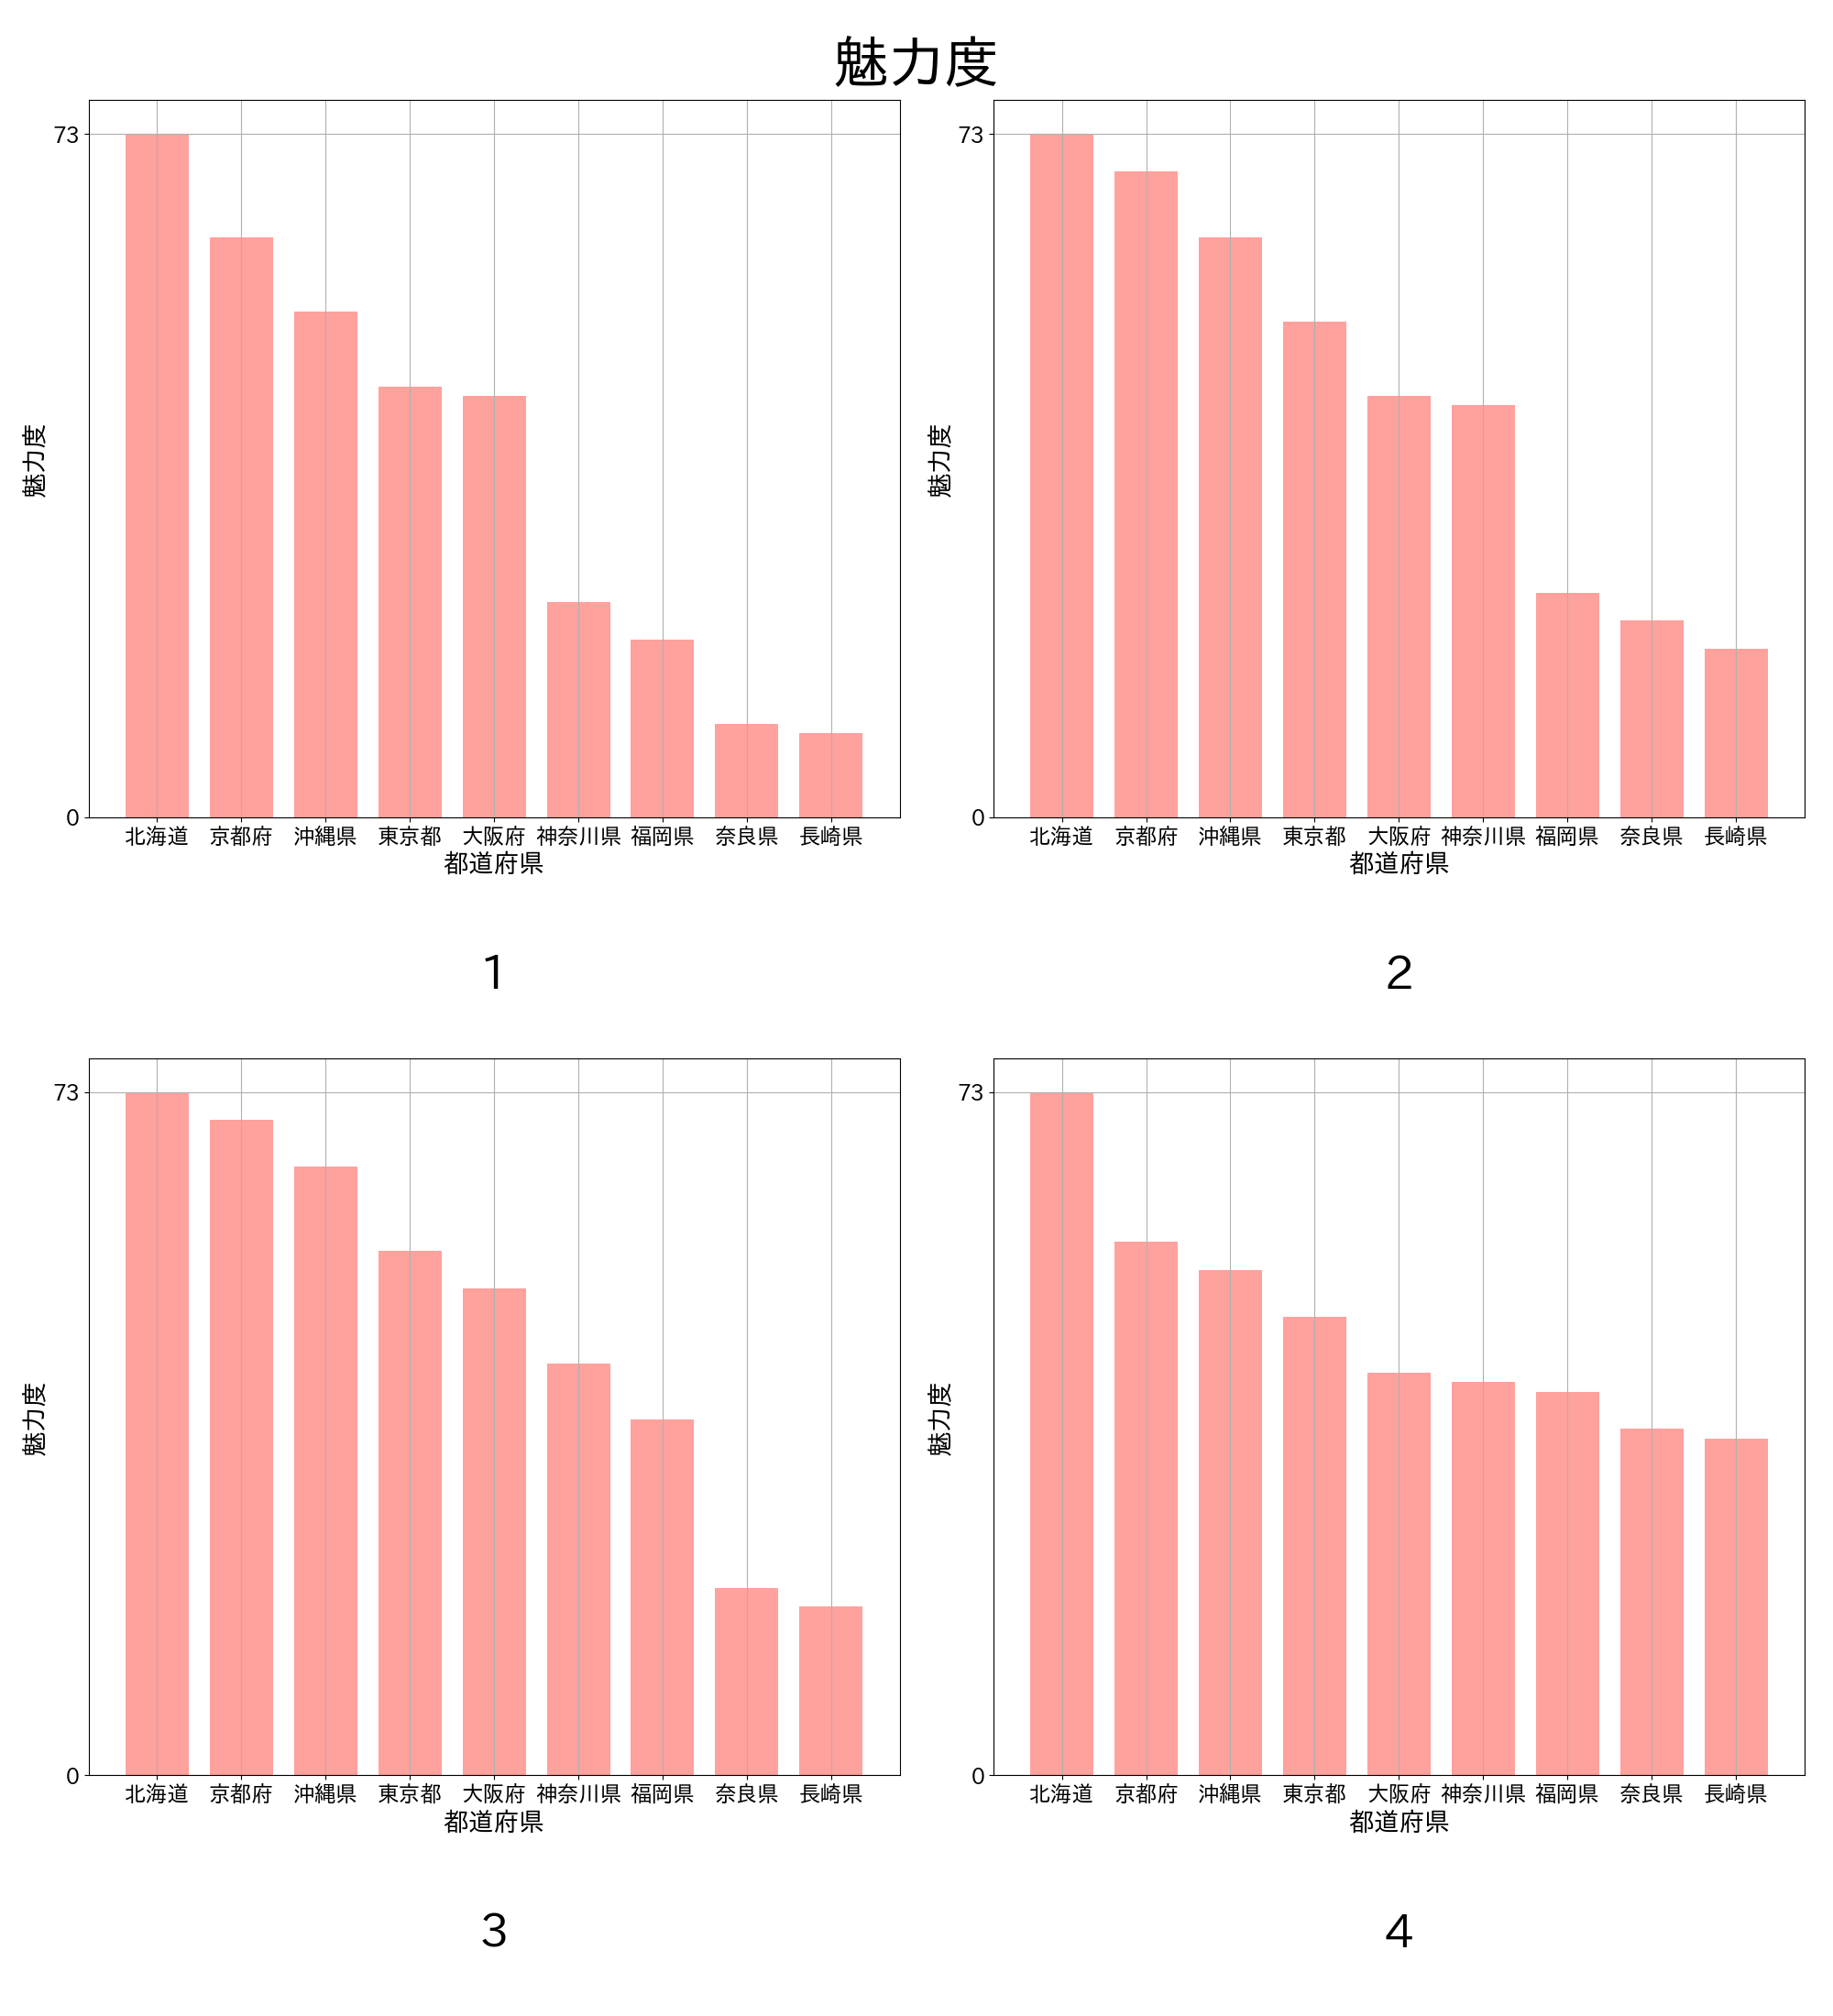 魅力度
73
73
魅力度
魅力度
0
0
北海道 京都府 沖縄県 東京都 大阪府 神奈川県 福岡県 奈良県 長崎県
北海道 京都府 沖縄県 東京都 大阪府 神奈川県 福岡県 奈良県 長崎県
都道府県
都道府県
1
2
73
73
魅力度
魅力度
0
0
北海道 京都府 沖縄県 東京都 大阪府 神奈川県 福岡県 奈良県 長崎県
北海道 京都府 沖縄県 東京都 大阪府 神奈川県 福岡県 奈良県 長崎県
都道府県
都道府県
3
4